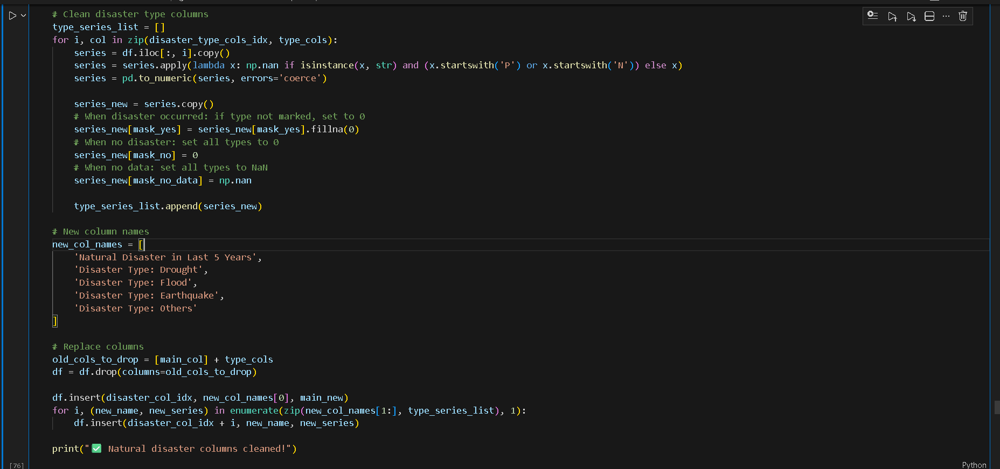 # Clean disaster type columns
type_series_list = []
for i, col in zip(disaster_type_cols_idx, type_cols):
    series = df.iloc[:, i].copy()
    series = series.apply(lambda x: np.nan if isinstance(x, str) and (x.startswith('P') or x.startswith('N')) else x)
    series = pd.to_numeric(series, errors='coerce')

    series_new = series.copy()
    # When disaster occurred: if type not marked, set to 0
    series_new[mask_yes] = series_new[mask_yes].fillna(0)
    # When no disaster: set all types to 0
    series_new[mask_no] = 0
    # When no data: set all types to NaN
    series_new[mask_no_data] = np.nan

    type_series_list.append(series_new)

# New column names
new_col_names = [
    'Natural Disaster in Last 5 Years',
    'Disaster Type: Drought',
    'Disaster Type: Flood',
    'Disaster Type: Earthquake',
    'Disaster Type: Others'
]

# Replace columns
old_cols_to_drop = [main_col] + type_cols
df = df.drop(columns=old_cols_to_drop)

df.insert(disaster_col_idx, new_col_names[0], main_new)
for i, (new_name, new_series) in enumerate(zip(new_col_names[1:], type_series_list), 1):
    df.insert(disaster_col_idx + i, new_name, new_series)

print("✅ Natural disaster columns cleaned!")
[76]
Python